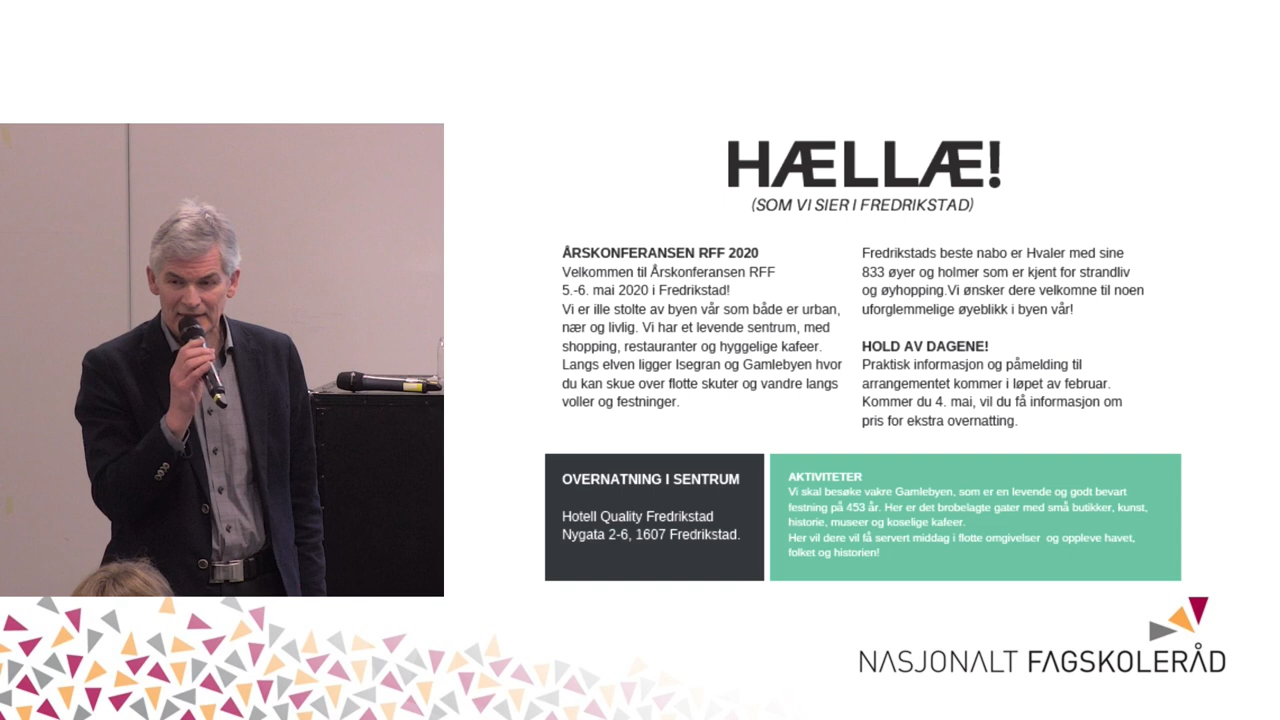 HÆLLÆ!
(SOM VI SIER I FREDRIKSTAD)
ÅRSKONFERANSEN RFF 2020
Velkommen til Årskonferansen RFF
5.-6. mai 2020 i Fredrikstad!
Vi er ille stolte av byen vår som både er urban,
nær og livlig. Vi har et levende sentrum, med
shopping, restauranter og hyggelige kafeer.
Langs elven ligger Isegran og Gamlebyen hvor
du kan skue over flotte skuter og vandre langs
voller og festninger.
Fredrikstads beste nabo er Hvaler med sine
833 øyer og holmer som er kjent for strandliv
og øyhopping.Vi ønsker dere velkomne til noen
uforglemmelige øyeblikk i byen vår!
HOLD AV DAGENE!
Praktisk informasjon og påmelding til
arrangementet kommer i løpet av februar.
Kommer du 4. mai, vil du få informasjon om
pris for ekstra overnatting.
OVERNATNING I SENTRUM
Hotell Quality Fredrikstad
Nygata 2-6, 1607 Fredrikstad.
AKTIVITETER
Vi skal besøke vakre Gamlebyen, som er en levende og godt bevart
festning på 453 år. Her er det brobelagte gater med små butikker, kunst,
historie, museer og koselige kafeer.
Her vil dere vil få servert middag i flotte omgivelser og oppleve havet,
folket og historien!
NASJONALT FAGSKOLERÅD